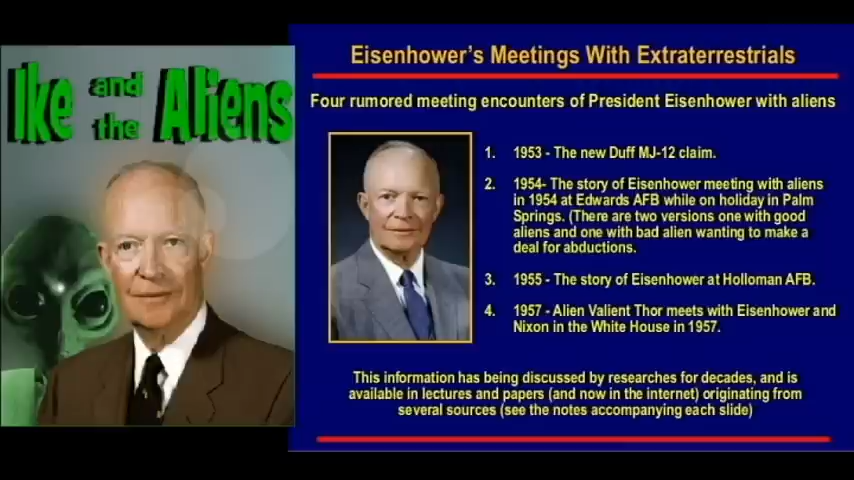 Ike and
the Aliens
Eisenhower's Meetings With Extraterrestrials
Four rumored meeting encounters of President Eisenhower with aliens
1. 1953 - The new Duff MJ-12 claim.
2. 1954- The story of Eisenhower meeting with aliens
in 1954 at Edwards AFB while on holiday in Palm
Springs. (There are two versions one with good
aliens and one with bad alien wanting to make a
deal for abductions.
3. 1955 - The story of Eisenhower at Holloman AFB.
4. 1957 - Alien Valient Thor meets with Eisenhower and
Nixon in the White House in 1957.
This information has being discussed by researches for decades, and is
available in lectures and papers (and now in the internet) originating from
several sources (see the notes accompanying each slide)